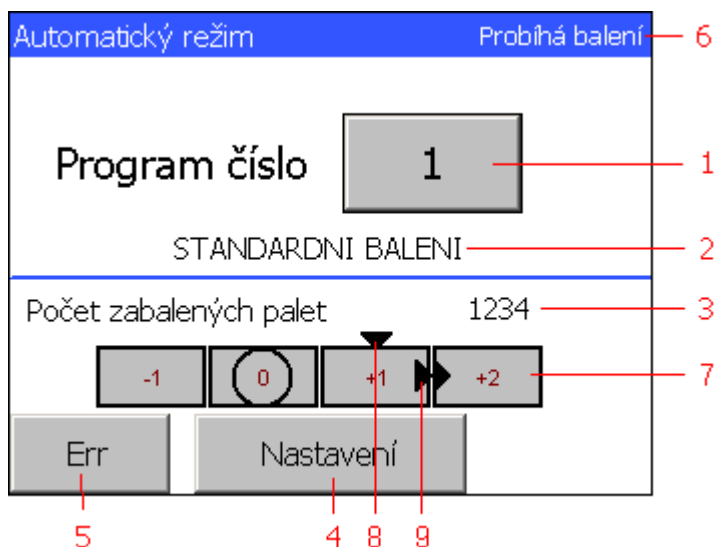 Automatický režim Probíhá balení 6
Program číslo 1 1
STANDARDNI BALENI 2
Počet zabalených palet 1234 3
-1 0 +1 +2 7
Err Nastavení
5 4 8 9